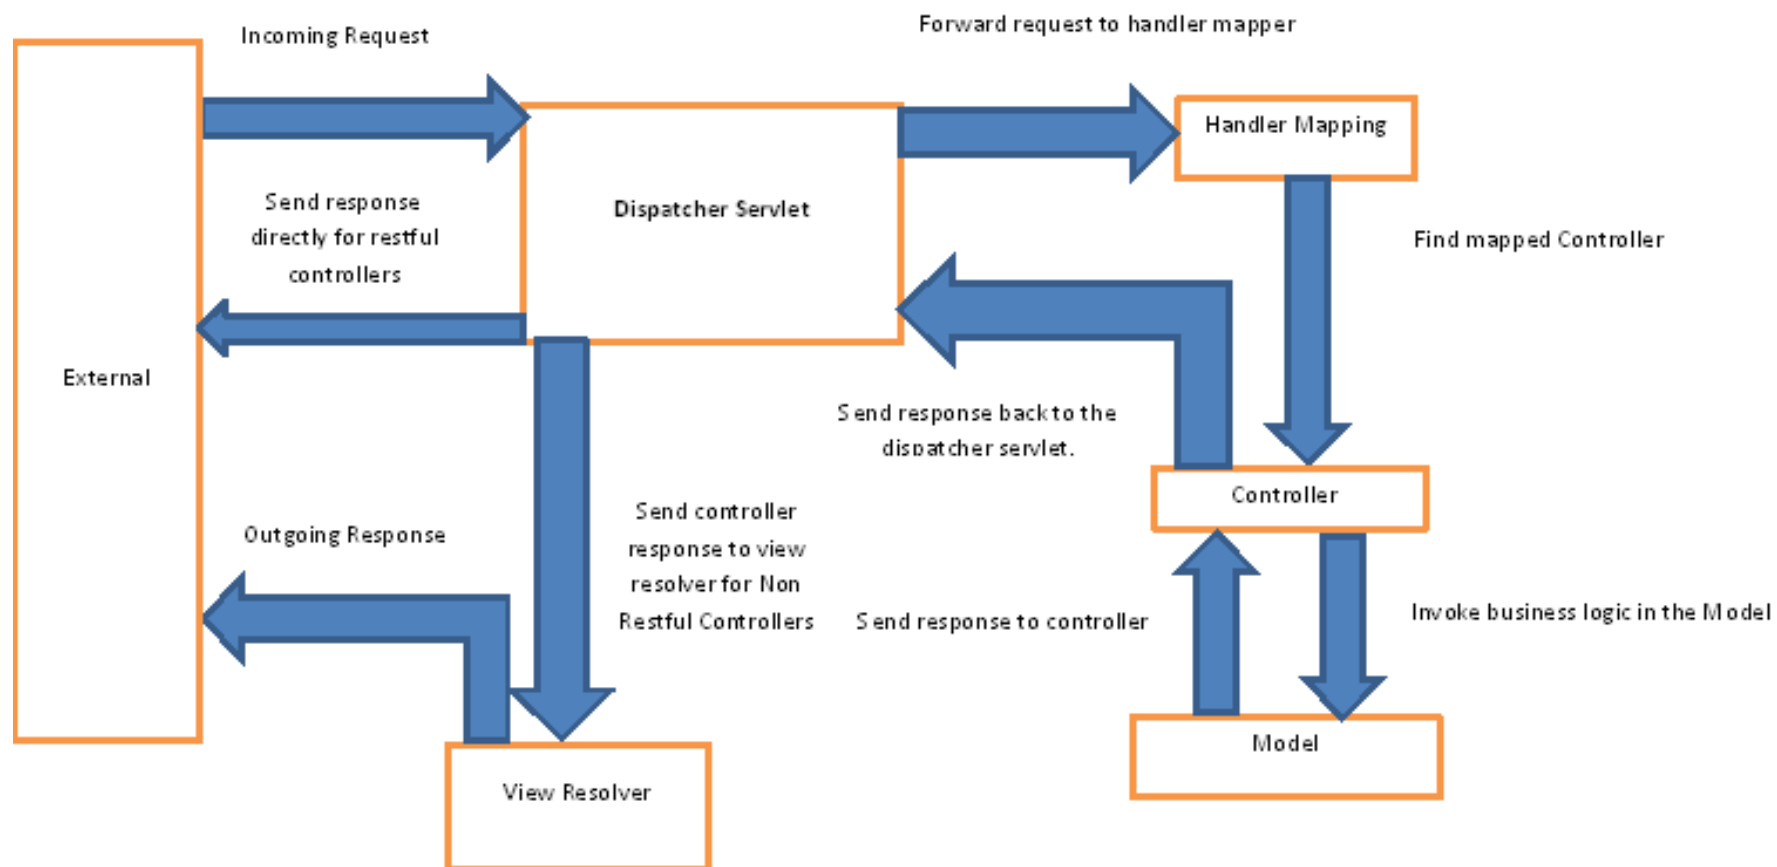 Incoming Request
Forward request to handler mapper
Handler Mapping
Dispatcher Servlet
Send response
directly for restful
controllers
Find mapped Controller
External
Send response back to the
dispatcher servlet.
Controller
Send controller
response to view
resolver for Non
Restful Controllers
Outgoing Response
Send response to controller
Invoke business logic in the Model
Model
View Resolver